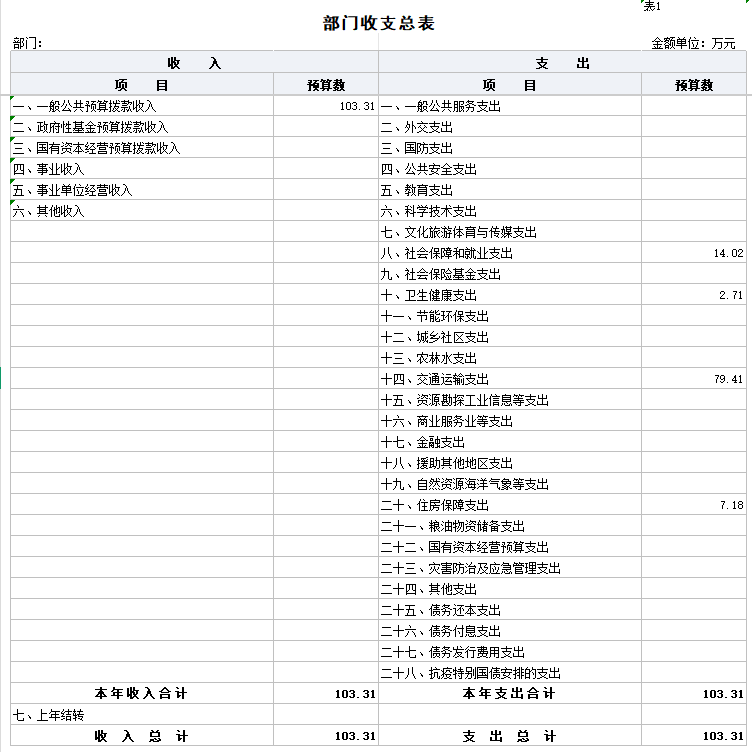 表1
部门收支总表
部门： 金额单位：万元
收 入 支 出
项 目 预算数 项 目 预算数
一、一般公共预算拨款收入 103.31 一、一般公共服务支出
二、政府性基金预算拨款收入 二、外交支出
三、国有资本经营预算拨款收入 三、国防支出
四、事业收入 四、公共安全支出
五、事业单位经营收入 五、教育支出
六、其他收入 六、科学技术支出
七、文化旅游体育与传媒支出
八、社会保障和就业支出 14.02
九、社会保险基金支出
十、卫生健康支出 2.71
十一、节能环保支出
十二、城乡社区支出
十三、农林水支出
十四、交通运输支出 79.41
十五、资源勘探工业信息等支出
十六、商业服务业等支出
十七、金融支出
十八、援助其他地区支出
十九、自然资源海洋气象等支出
二十、住房保障支出 7.18
二十一、粮油物资储备支出
二十二、国有资本经营预算支出
二十三、灾害防治及应急管理支出
二十四、其他支出
二十五、债务还本支出
二十六、债务付息支出
二十七、债务发行费用支出
二十八、抗疫特别国债安排的支出
本年收入合计 103.31 本年支出合计 103.31
七、上年结转
收 入 总 计 103.31 支 出 总 计 103.31